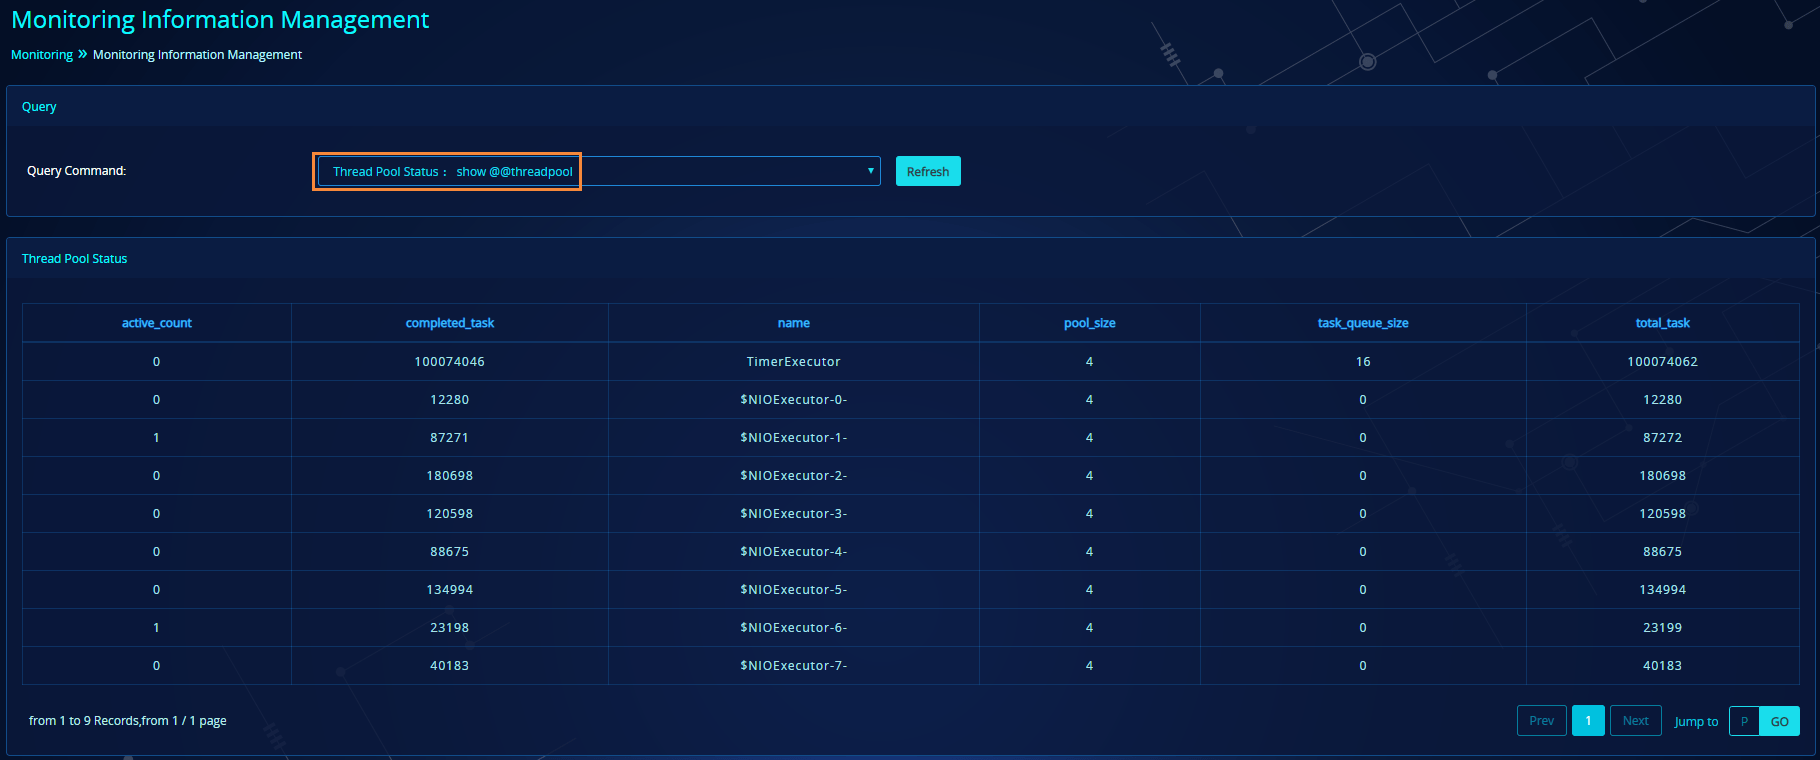 Monitoring Information Management
Monitoring » Monitoring Information Management
Query
Query Command: Thread Pool Status : show @@threadpool ▼ Refresh
Thread Pool Status
active_count completed_task name pool_size task_queue_size total_task
0 100074046 TimerExecutor 4 16 100074062
0 12280 $NIOExecutor-0- 4 0 12280
1 87271 $NIOExecutor-1- 4 0 87272
0 180698 $NIOExecutor-2- 4 0 180698
0 120598 $NIOExecutor-3- 4 0 120598
0 88675 $NIOExecutor-4- 4 0 88675
0 134994 $NIOExecutor-5- 4 0 134994
1 23198 $NIOExecutor-6- 4 0 23199
0 40183 $NIOExecutor-7- 4 0 40183
from 1 to 9 Records,from 1 / 1 page Prev 1 Next Jump to P GO